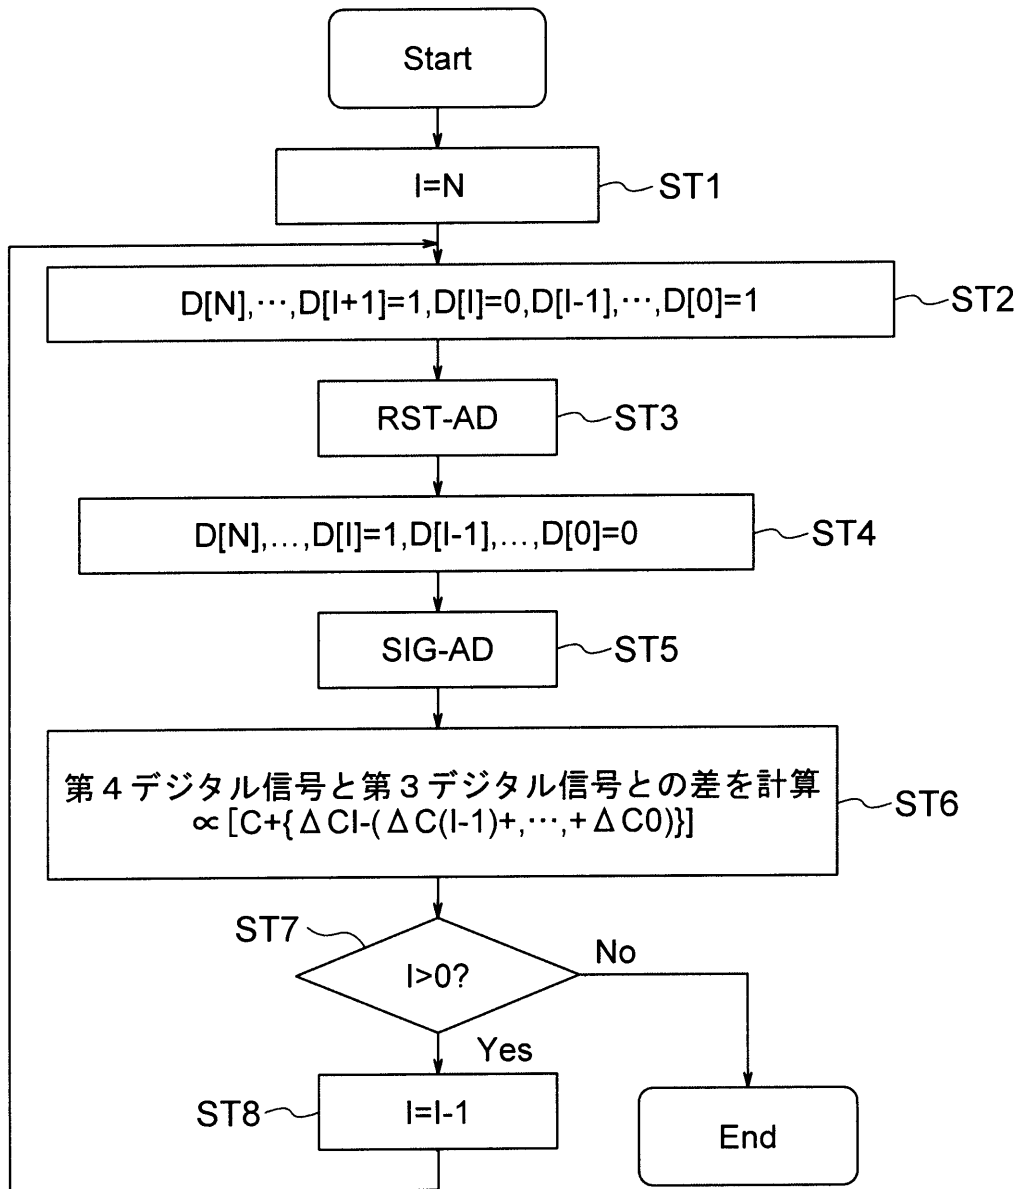 Start
I=N
ST1
D[N],⋯,D[I+1]=1,D[I]=0,D[I-1],⋯,D[0]=1
ST2
RST-AD
ST3
D[N],...,D[I]=1,D[I-1],...,D[0]=0
ST4
SIG-AD
ST5
第4デジタル信号と第3デジタル信号との差を計算
∝[C+{ΔCI-(ΔC(I-1)+,⋯,+ΔC0)}]
ST6
ST7
I>0?
No
Yes
ST8
I=I-1
End